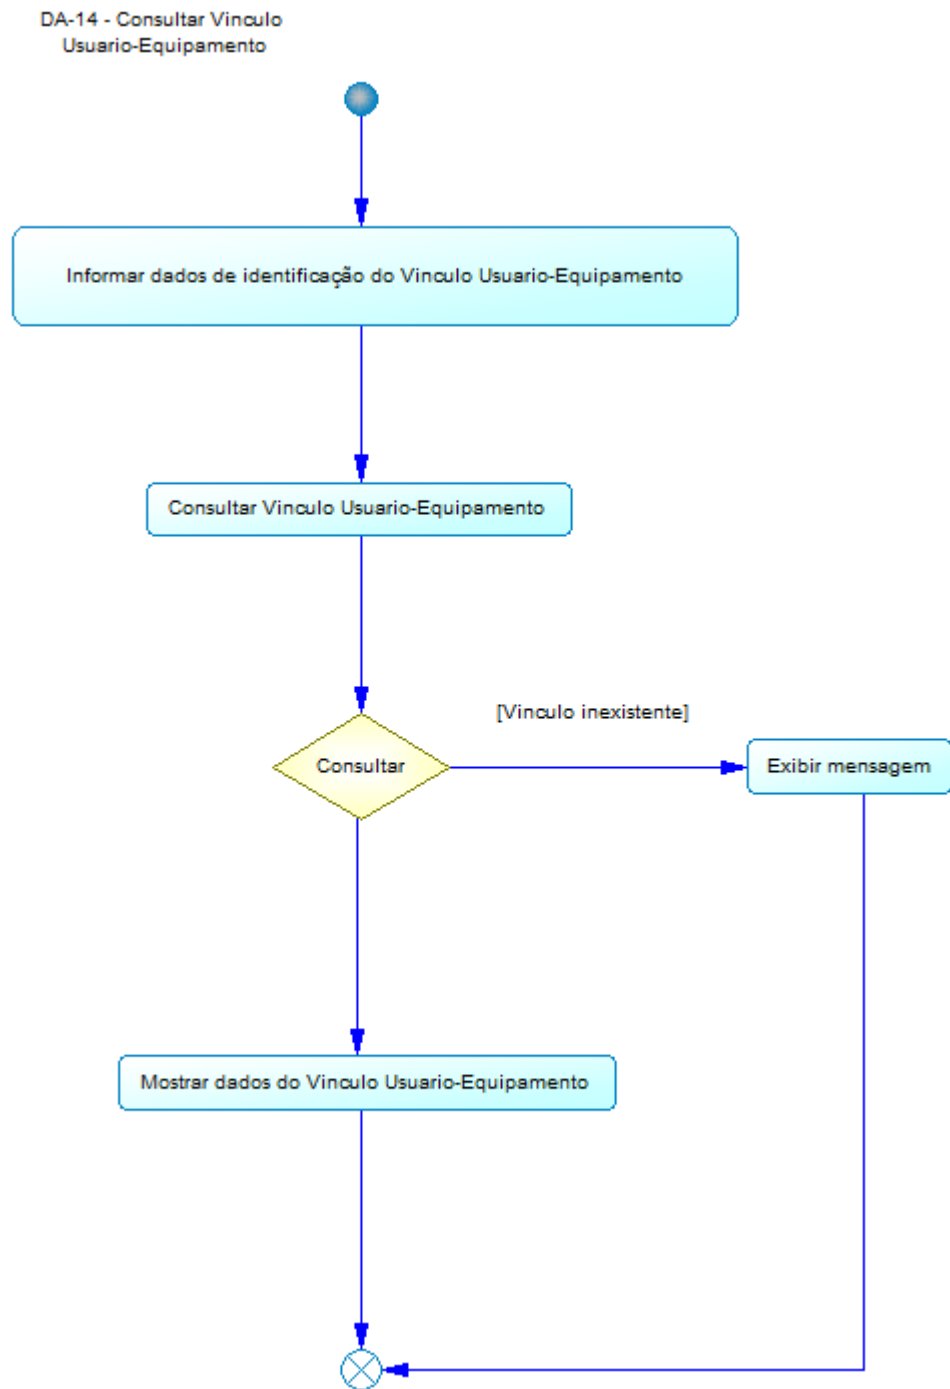 DA-14 - Consultar Vinculo
Usuario-Equipamento
Informar dados de identificação do Vinculo Usuario-Equipamento
Consultar Vinculo Usuario-Equipamento
[Vinculo inexistente]
Consultar
Exibir mensagem
Mostrar dados do Vinculo Usuario-Equipamento